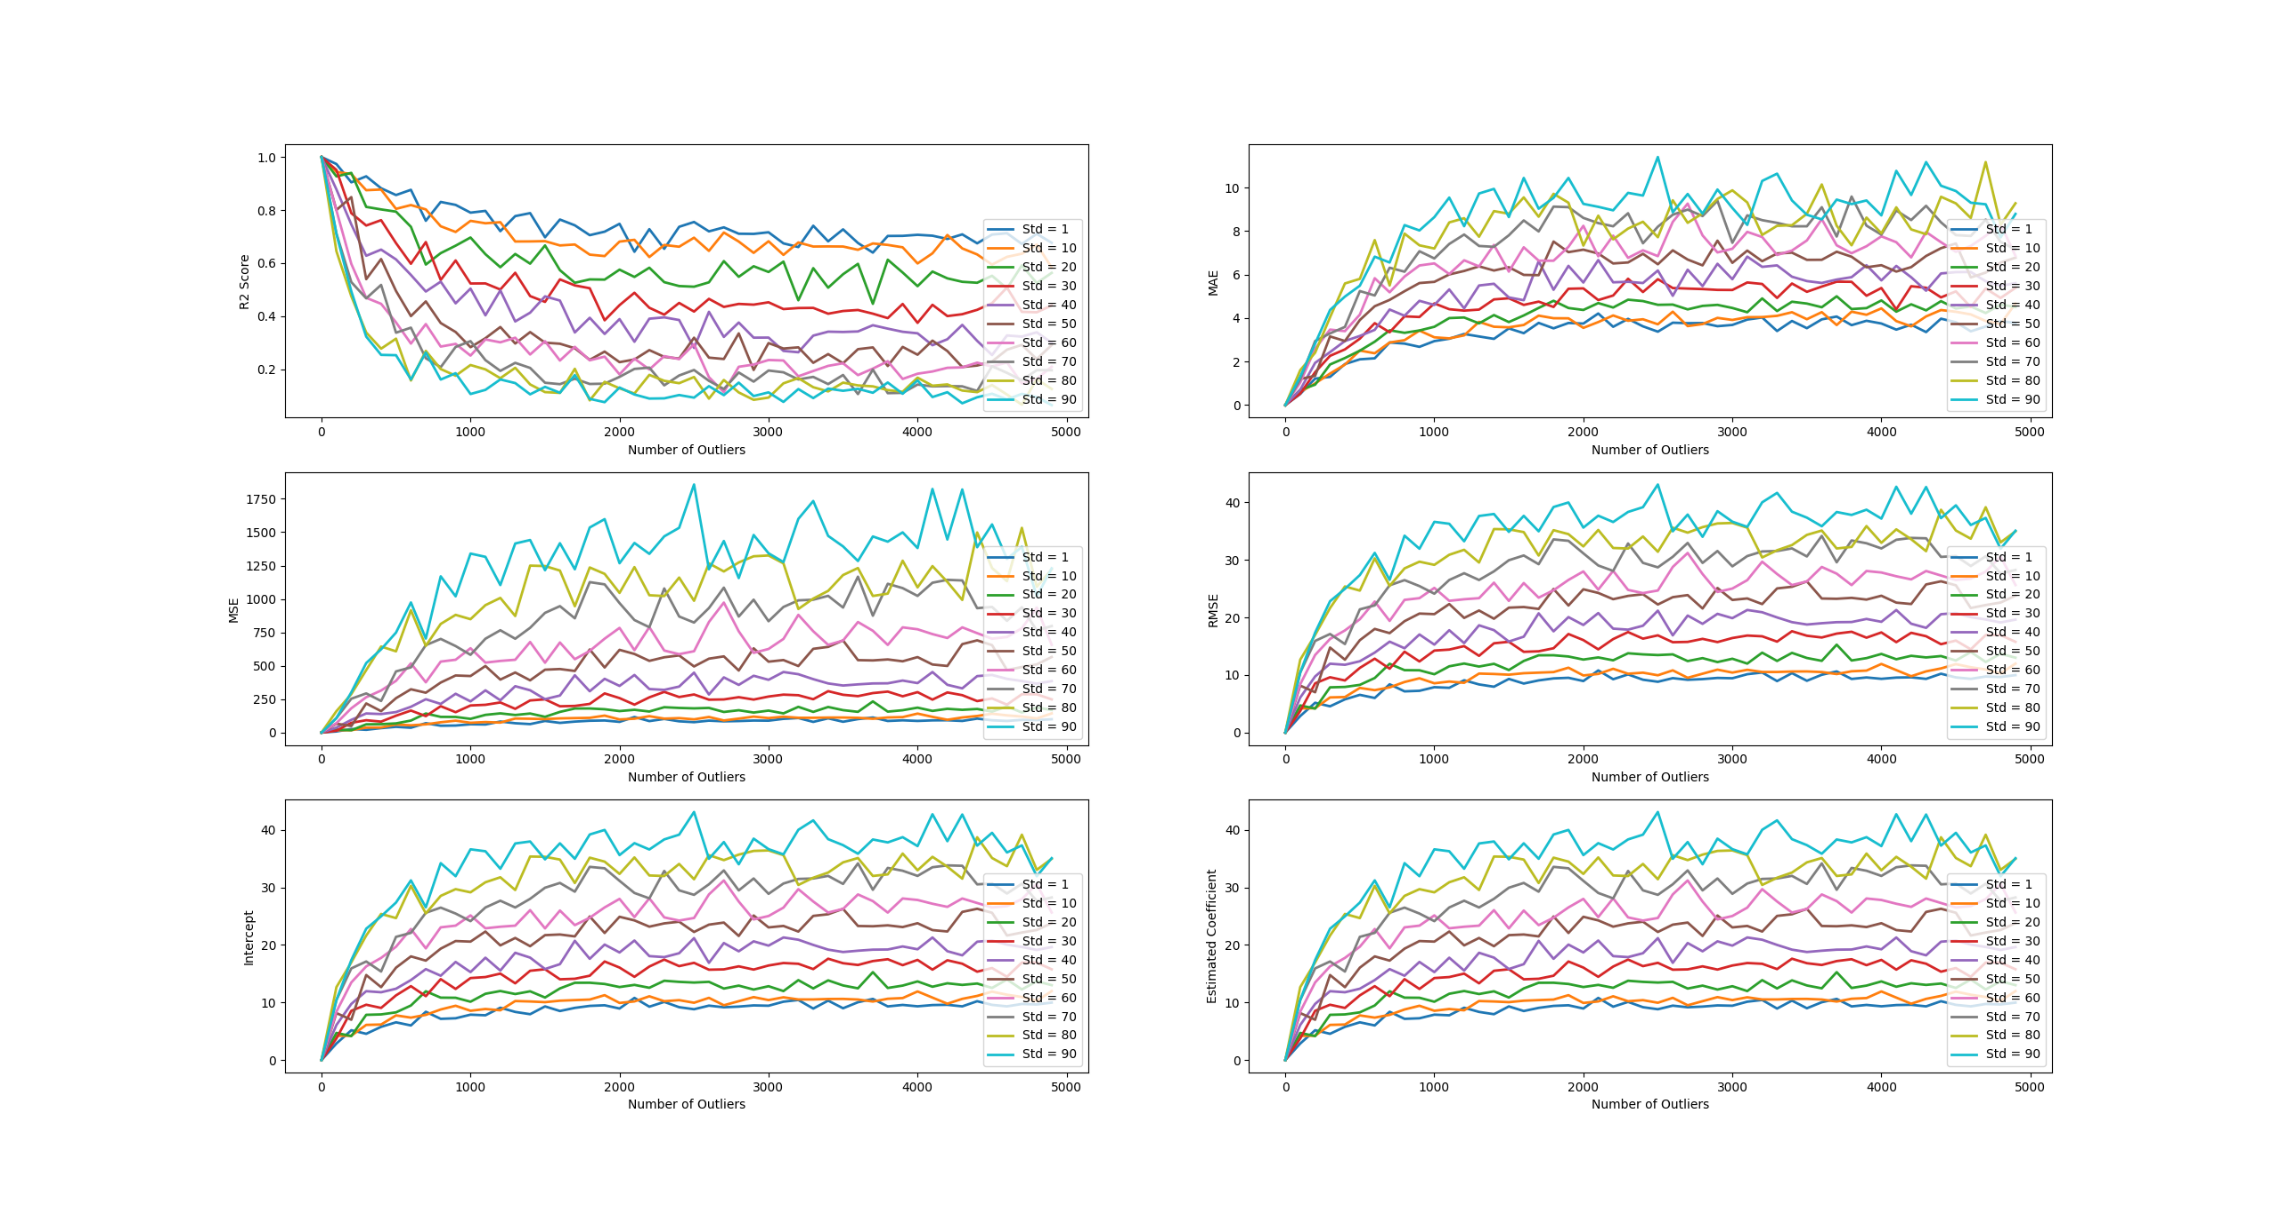 1.0
0.8
0.6
0.4
0.2
R2 Score
0 1000 2000 3000 4000 5000
Number of Outliers
Std = 1
Std = 10
Std = 20
Std = 30
Std = 40
Std = 50
Std = 60
Std = 70
Std = 80
Std = 90
10
8
6
4
2
0
MAE
0 1000 2000 3000 4000 5000
Number of Outliers
Std = 1
Std = 10
Std = 20
Std = 30
Std = 40
Std = 50
Std = 60
Std = 70
Std = 80
Std = 90
1750
1500
1250
1000
750
500
250
0
MSE
0 1000 2000 3000 4000 5000
Number of Outliers
Std = 1
Std = 10
Std = 20
Std = 30
Std = 40
Std = 50
Std = 60
Std = 70
Std = 80
Std = 90
40
30
20
10
0
RMSE
0 1000 2000 3000 4000 5000
Number of Outliers
Std = 1
Std = 10
Std = 20
Std = 30
Std = 40
Std = 50
Std = 60
Std = 70
Std = 80
Std = 90
40
30
20
10
0
Intercept
0 1000 2000 3000 4000 5000
Number of Outliers
Std = 1
Std = 10
Std = 20
Std = 30
Std = 40
Std = 50
Std = 60
Std = 70
Std = 80
Std = 90
40
30
20
10
0
Estimated Coefficient
0 1000 2000 3000 4000 5000
Number of Outliers
Std = 1
Std = 10
Std = 20
Std = 30
Std = 40
Std = 50
Std = 60
Std = 70
Std = 80
Std = 90